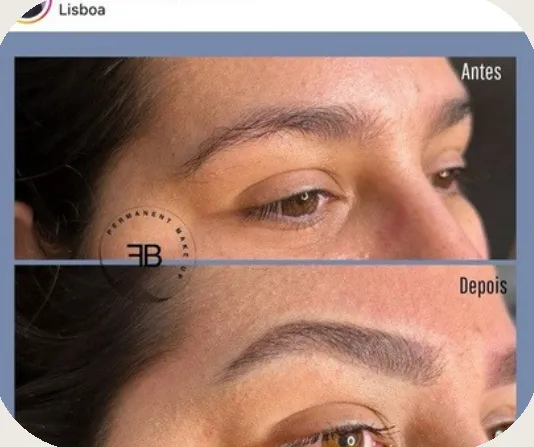 Lisboa
Antes
PERMANENT MAKE UP
FB
Depois